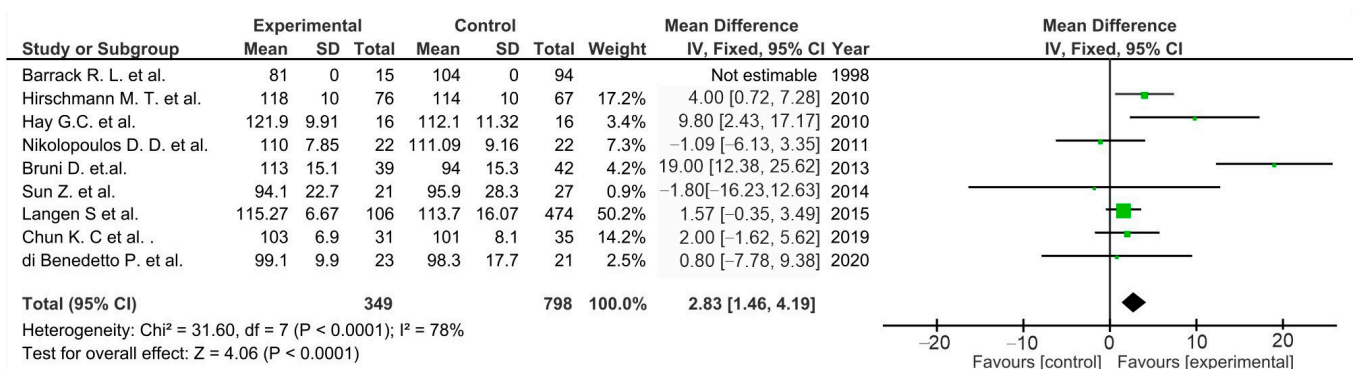 Experimental Control Mean Difference Mean Difference
Study or Subgroup Mean SD Total Mean SD Total Weight IV, Fixed, 95% CI Year IV, Fixed, 95% CI
Barrack R. L. et al. 81 0 15 104 0 94 Not estimable 1998
Hirschmann M. T. et al. 118 10 76 114 10 67 17.2% 4.00 [0.72, 7.28] 2010
Hay G.C. et al. 121.9 9.91 16 112.1 11.32 16 3.4% 9.80 [2.43, 17.17] 2010
Nikolopoulos D. D. et al. 110 7.85 22 111.09 9.16 22 7.3% −1.09 [−6.13, 3.35] 2011
Bruni D. et.al. 113 15.1 39 94 15.3 42 4.2% 19.00 [12.38, 25.62] 2013
Sun Z. et al. 94.1 22.7 21 95.9 28.3 27 0.9% −1.80[−16.23,12.63] 2014
Langen S et al. 115.27 6.67 106 113.7 16.07 474 50.2% 1.57 [−0.35, 3.49] 2015
Chun K. C et al. . 103 6.9 31 101 8.1 35 14.2% 2.00 [−1.62, 5.62] 2019
di Benedetto P. et al. 99.1 9.9 23 98.3 17.7 21 2.5% 0.80 [−7.78, 9.38] 2020
Total (95% CI) 349 798 100.0% 2.83 [1.46, 4.19]
Heterogeneity: Chi² = 31.60, df = 7 (P < 0.0001); I² = 78%
Test for overall effect: Z = 4.06 (P < 0.0001)
−20 −10 0 10 20
Favours [control] Favours [experimental]